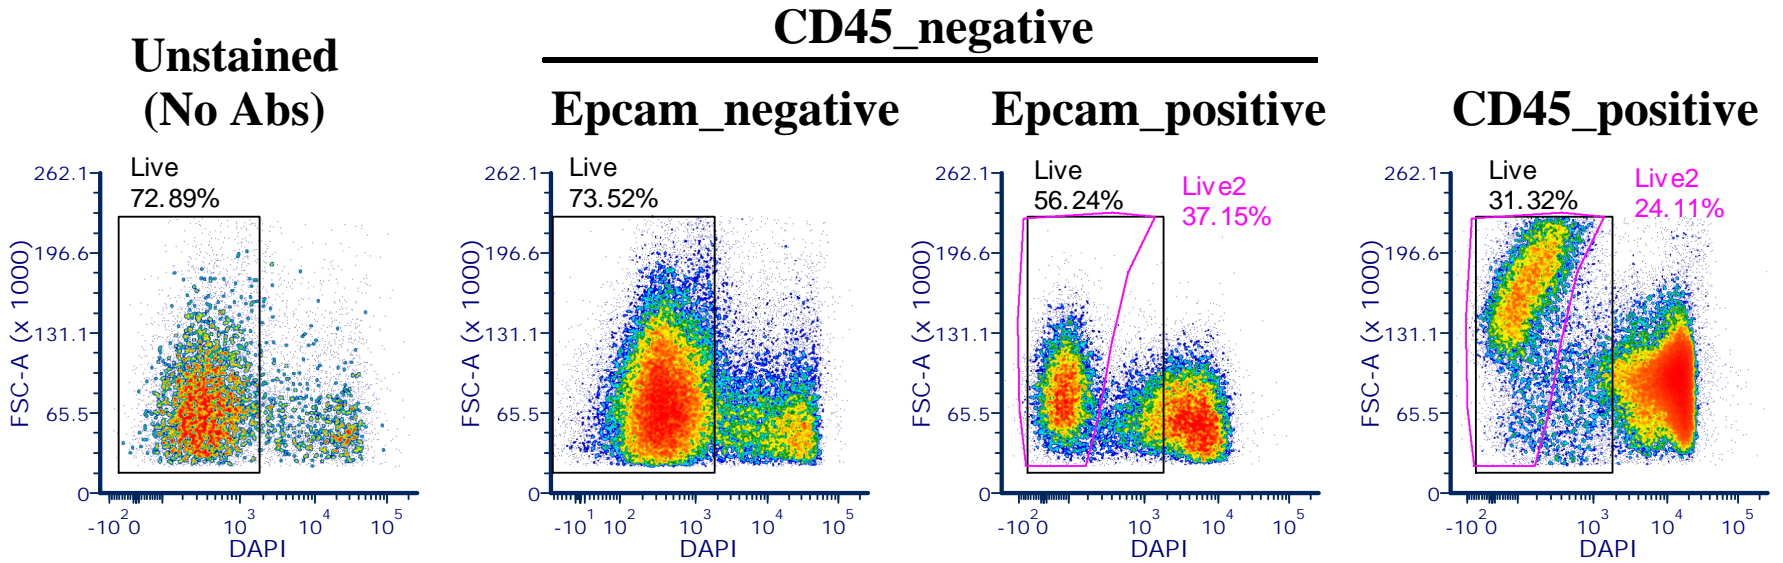 CD45_negative
Unstained
(No Abs)
Epcam_negative
Epcam_positive
CD45_positive
Live
72.89%
262.1
196.6
131.1
65.5
0
FSC-A (x 1000)
-10^2 0 10^3 10^4 10^5
DAPI
Live
73.52%
262.1
196.6
131.1
65.5
0
FSC-A (x 1000)
-10^1 10^2 10^3 10^4 10^5
DAPI
Live
56.24%
Live2
37.15%
262.1
196.6
131.1
65.5
0
FSC-A (x 1000)
-10^2 0 10^3 10^4 10^5
DAPI
Live
31.32%
Live2
24.11%
262.1
196.6
131.1
65.5
0
FSC-A (x 1000)
-10^2 0 10^3 10^4 10^5
DAPI